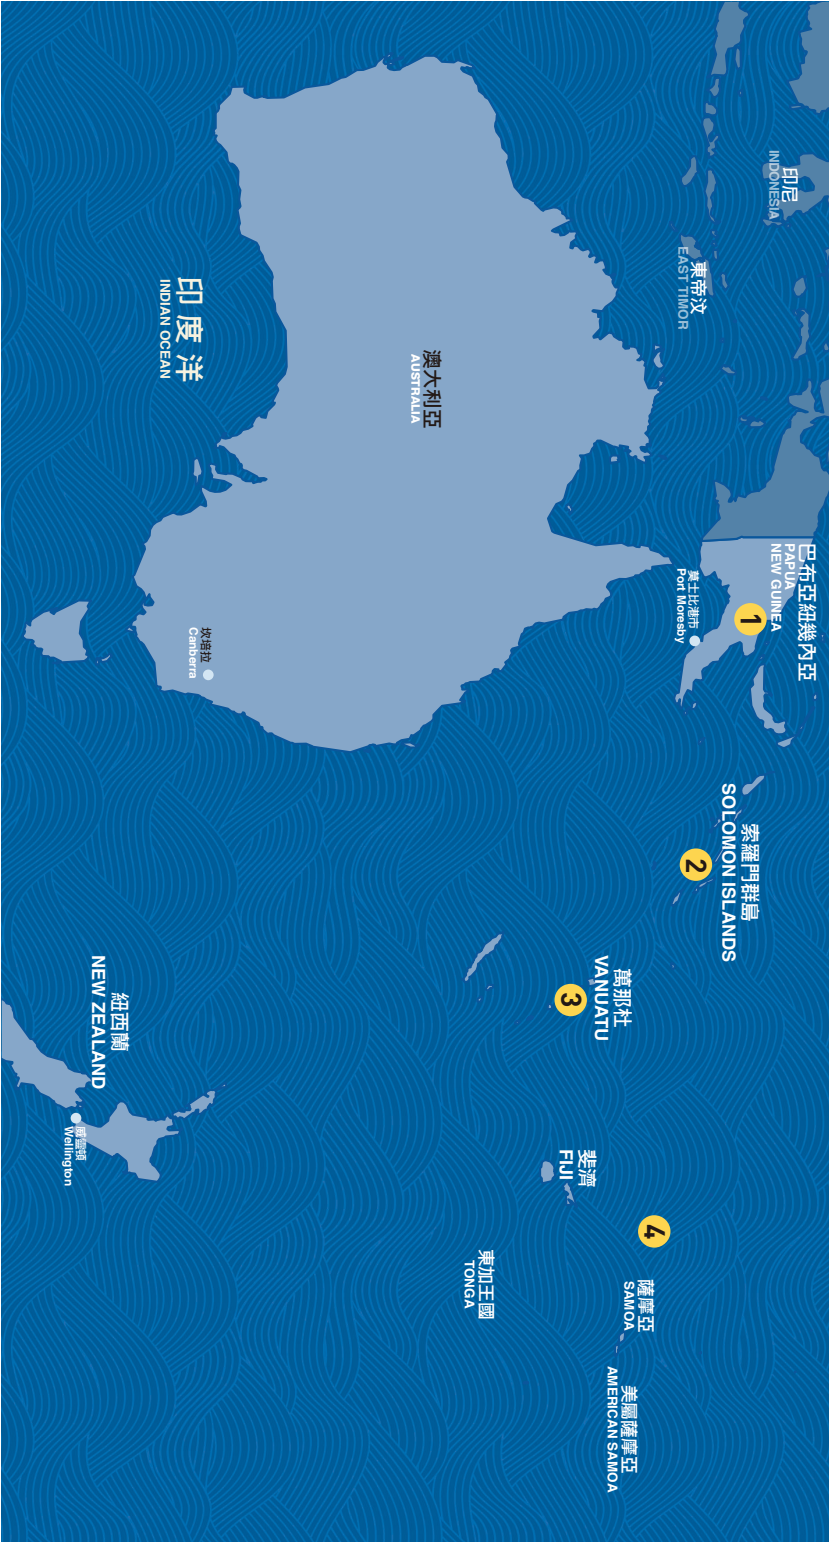 印尼
INDONESIA
東帝汶
EAST TIMOR
印度洋
INDIAN OCEAN
澳大利亞
AUSTRALIA
巴布亞紐幾內亞
PAPUA
NEW GUINEA
1
莫士比港市
Port Moresby
坎培拉
Canberra
索羅門群島
SOLOMON ISLANDS
2
萬那杜
VANUATU
3
紐西蘭
NEW ZEALAND
威靈頓
Wellington
斐濟
FIJI
4
東加王國
TONGA
薩摩亞
SAMOA
美屬薩摩亞
AMERICAN SAMOA